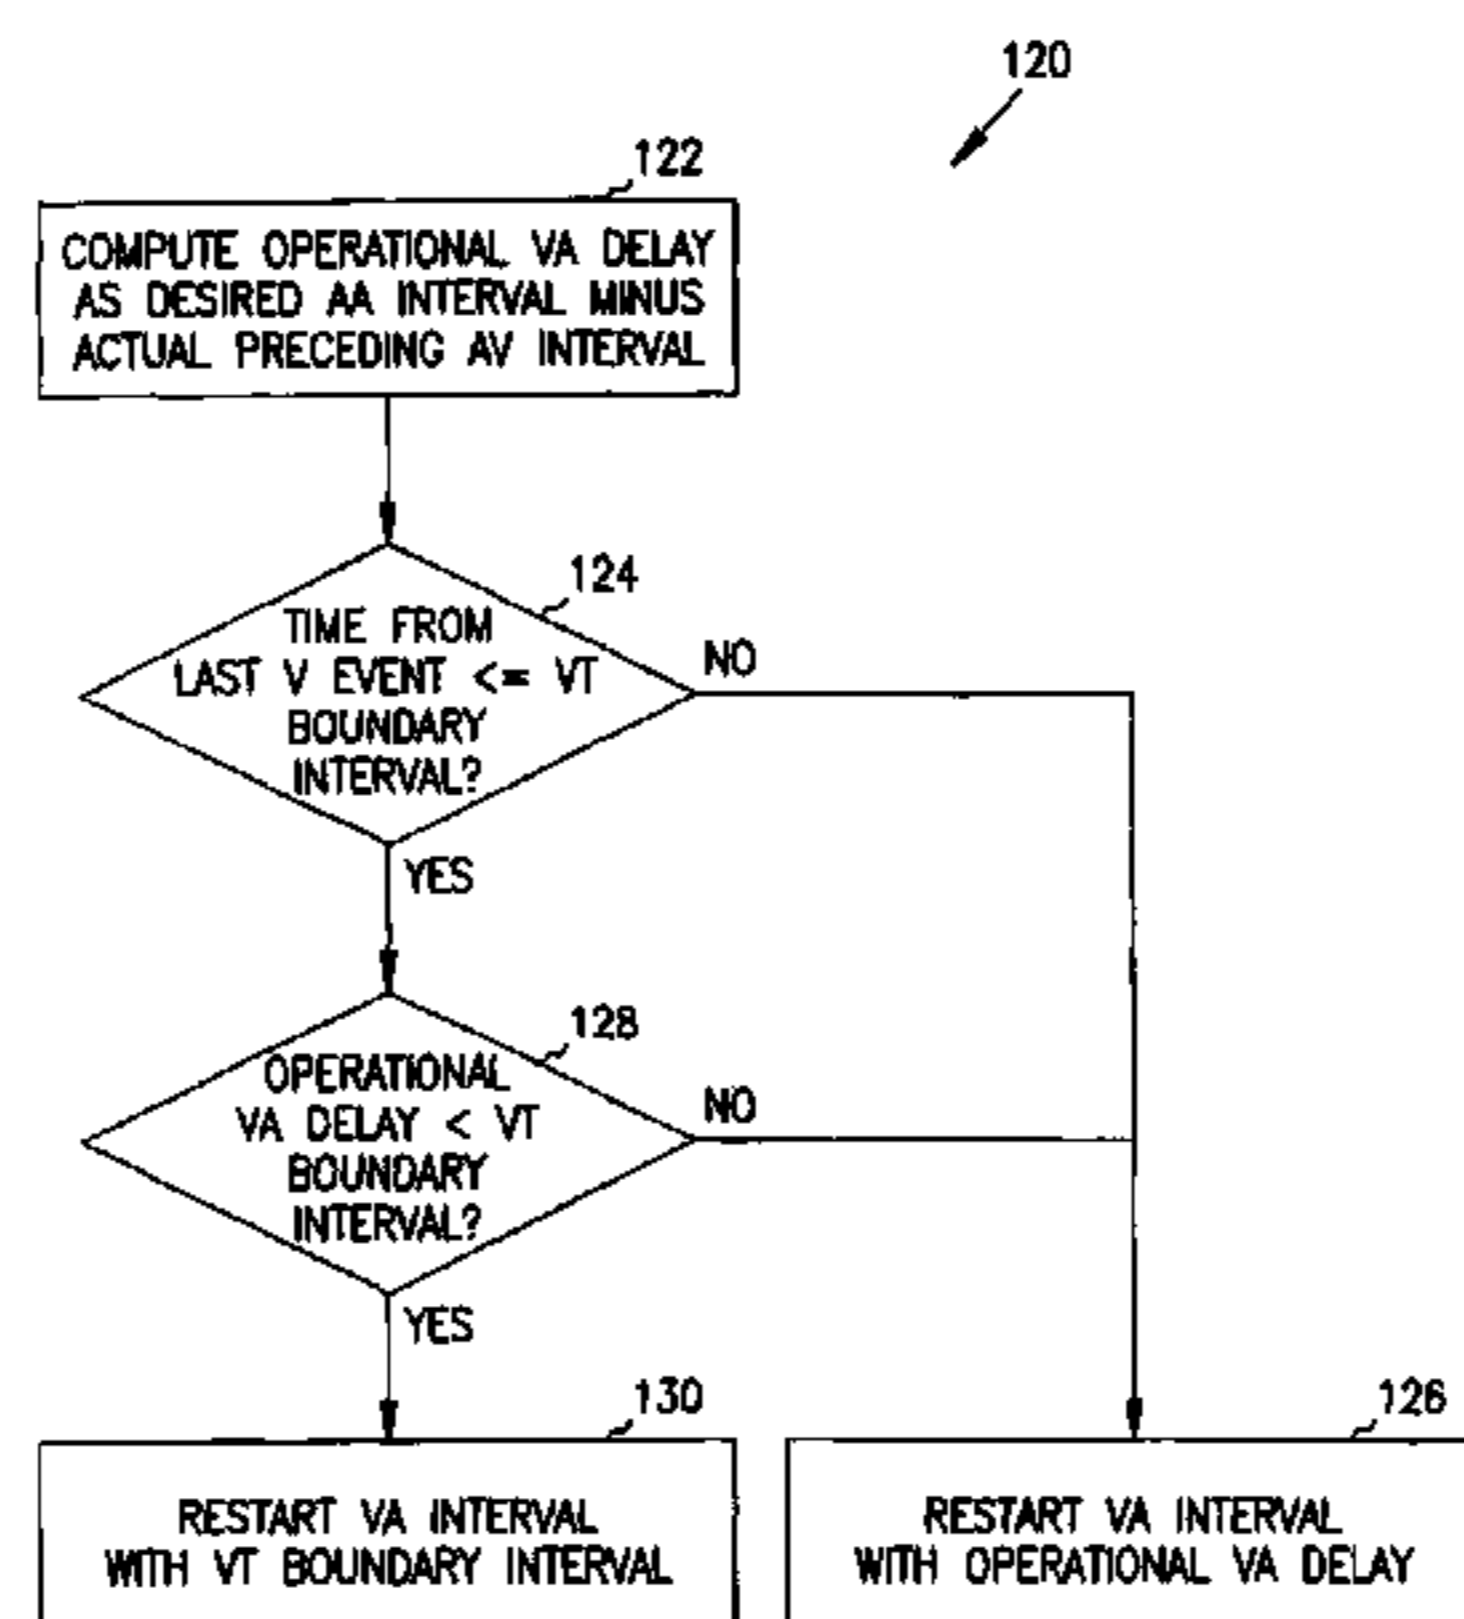 120
122
COMPUTE OPERATIONAL VA DELAY
AS DESIRED AA INTERVAL MINUS
ACTUAL PRECEDING AV INTERVAL
124
TIME FROM
LAST V EVENT <= VT
BOUNDARY
INTERVAL?
NO
YES
128
OPERATIONAL
VA DELAY < VT
BOUNDARY
INTERVAL?
NO
YES
130
RESTART VA INTERVAL
WITH VT BOUNDARY INTERVAL
126
RESTART VA INTERVAL
WITH OPERATIONAL VA DELAY